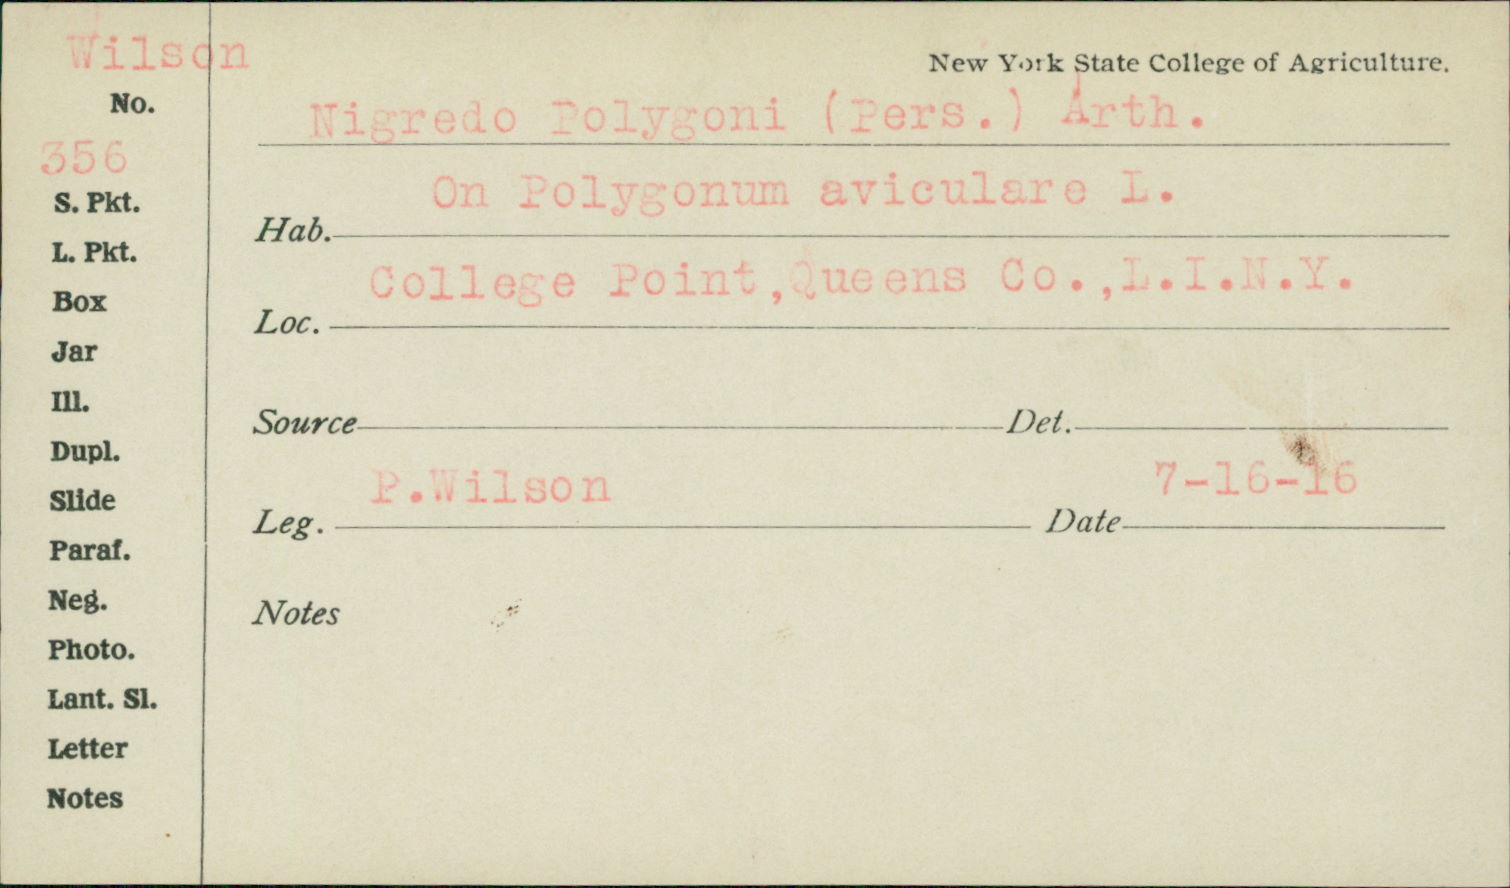 Wilson
New York State College of Agriculture.
No.
Nigredo Polygoni (Pers.) Arth.
356
S. Pkt.
On Polygonum aviculare L.
Hab.
L. Pkt.
College Point,Queens Co.,L.I.N.Y.
Box
Loc.
Jar
Ill.
Source Det.
Dupl.
P.Wilson 7-16-16
Slide
Leg. Date
Paraf.
Neg.
Notes
Photo.
Lant. Sl.
Letter
Notes